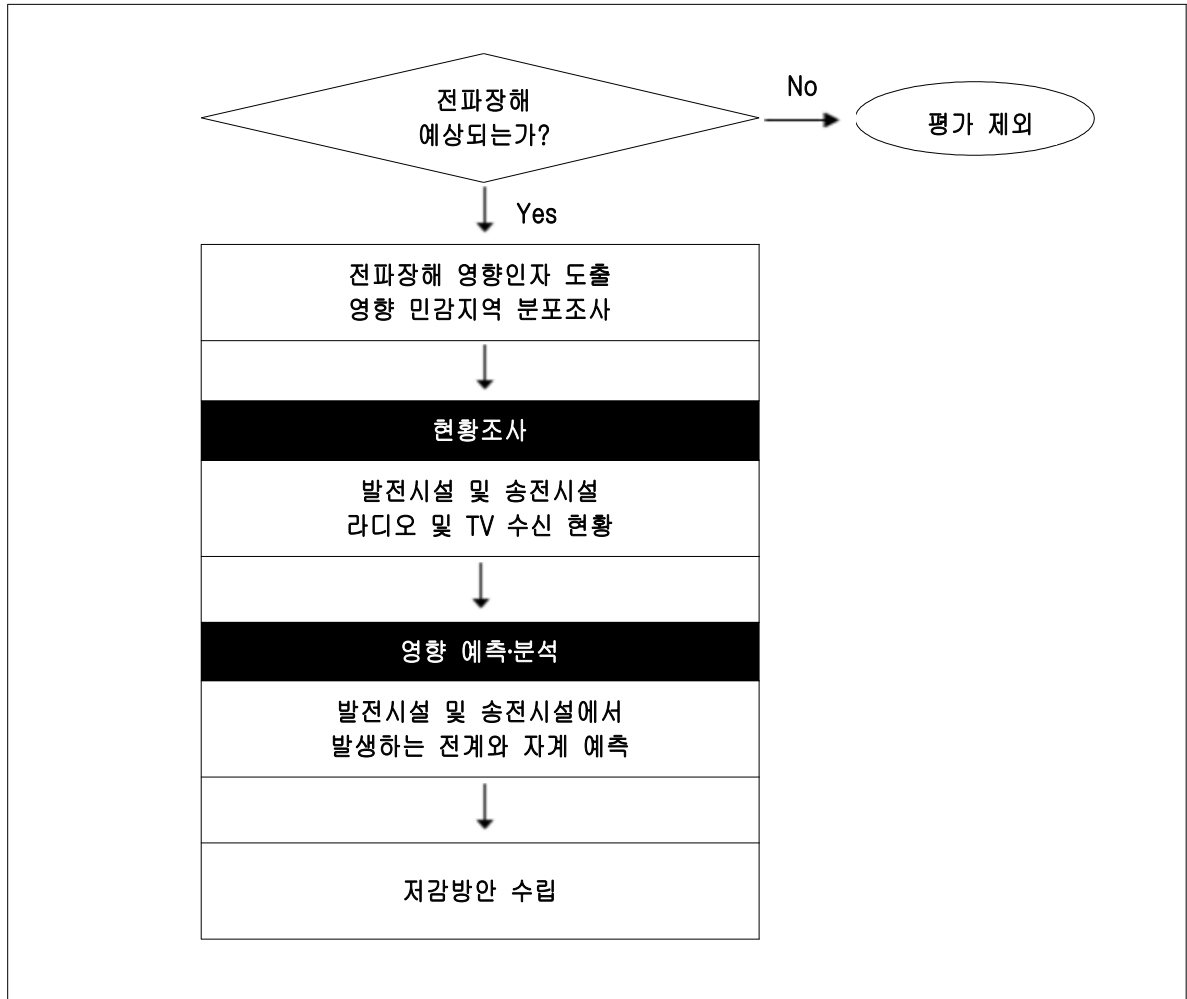 전파장해
예상되는가?
No
평가 제외
Yes
전파장해 영향인자 도출
영향 민감지역 분포조사
현황조사
발전시설 및 송전시설
라디오 및 TV 수신 현황
영향 예측·분석
발전시설 및 송전시설에서
발생하는 전계와 자계 예측
저감방안 수립